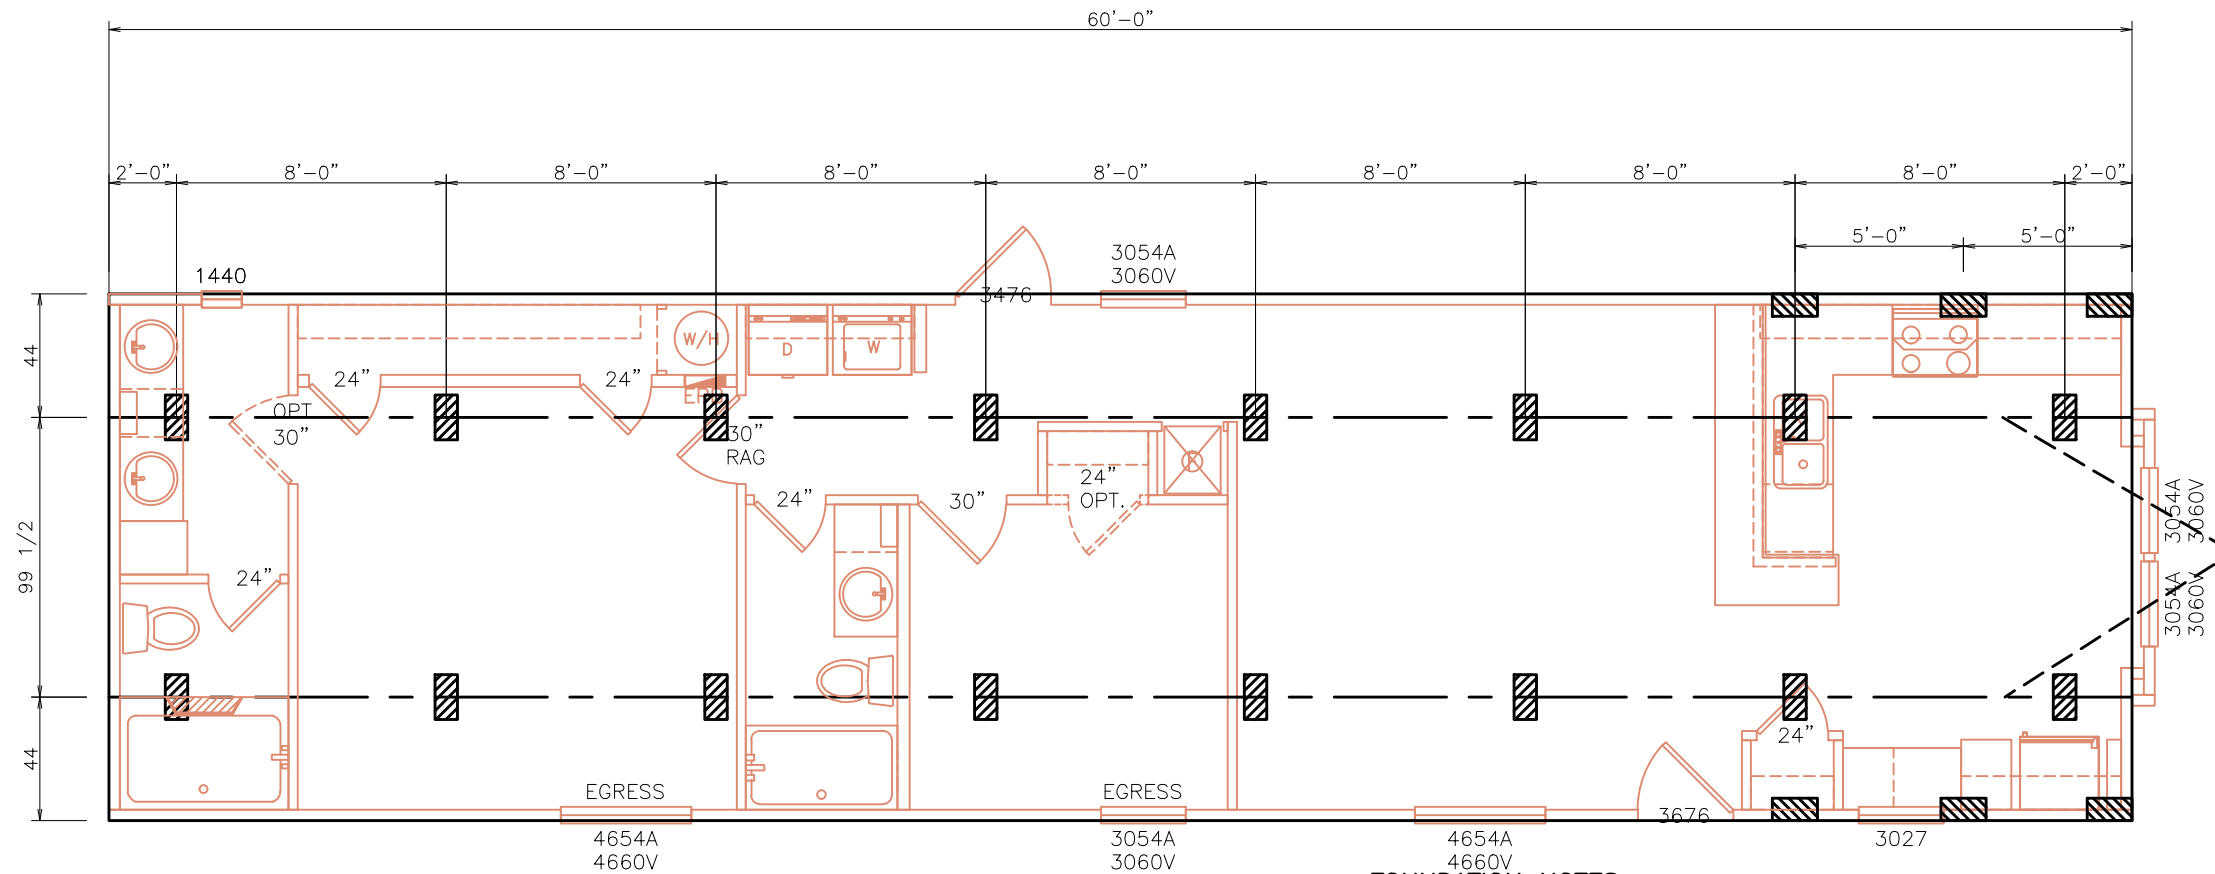 60'-0"
2'-0"
8'-0"
8'-0"
8'-0"
8'-0"
8'-0"
8'-0"
8'-0"
2'-0"
5'-0"
5'-0"
3054A
3060V
1440
3476
44
W/H
D
W
24"
24"
EPP
OPT
30"
30"
RAG
24"
30"
24"
OPT.
99 1/2
3054A
3060V
3054A
3060V
24"
24"
44
EGRESS
EGRESS
3676
4654A
4660V
3054A
3060V
4654A
4660V
3027